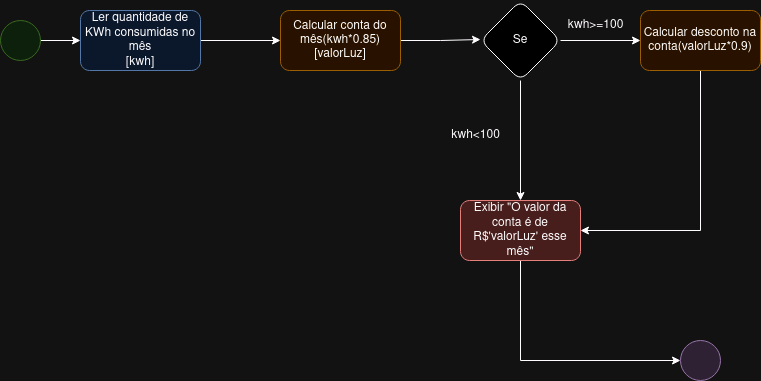 Ler quantidade de
KWh consumidas no
mês
[kwh]
Calcular conta do
mês(kwh*0.85)
[valorLuz]
Se
kwh>=100
Calcular desconto na
conta(valorLuz*0.9)
kwh<100
Exibir "O valor da
conta é de
R$'valorLuz' esse
mês"